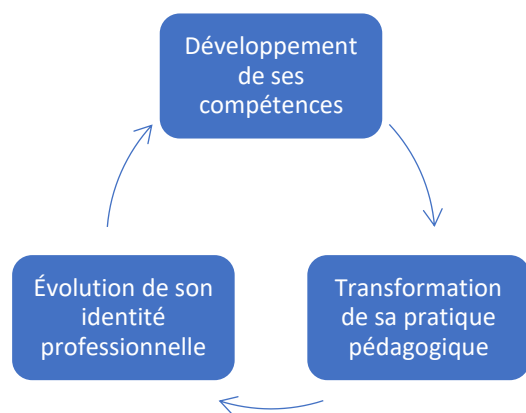 Développement
de ses
compétences
Évolution de son
identité
professionnelle
Transformation
de sa pratique
pédagogique